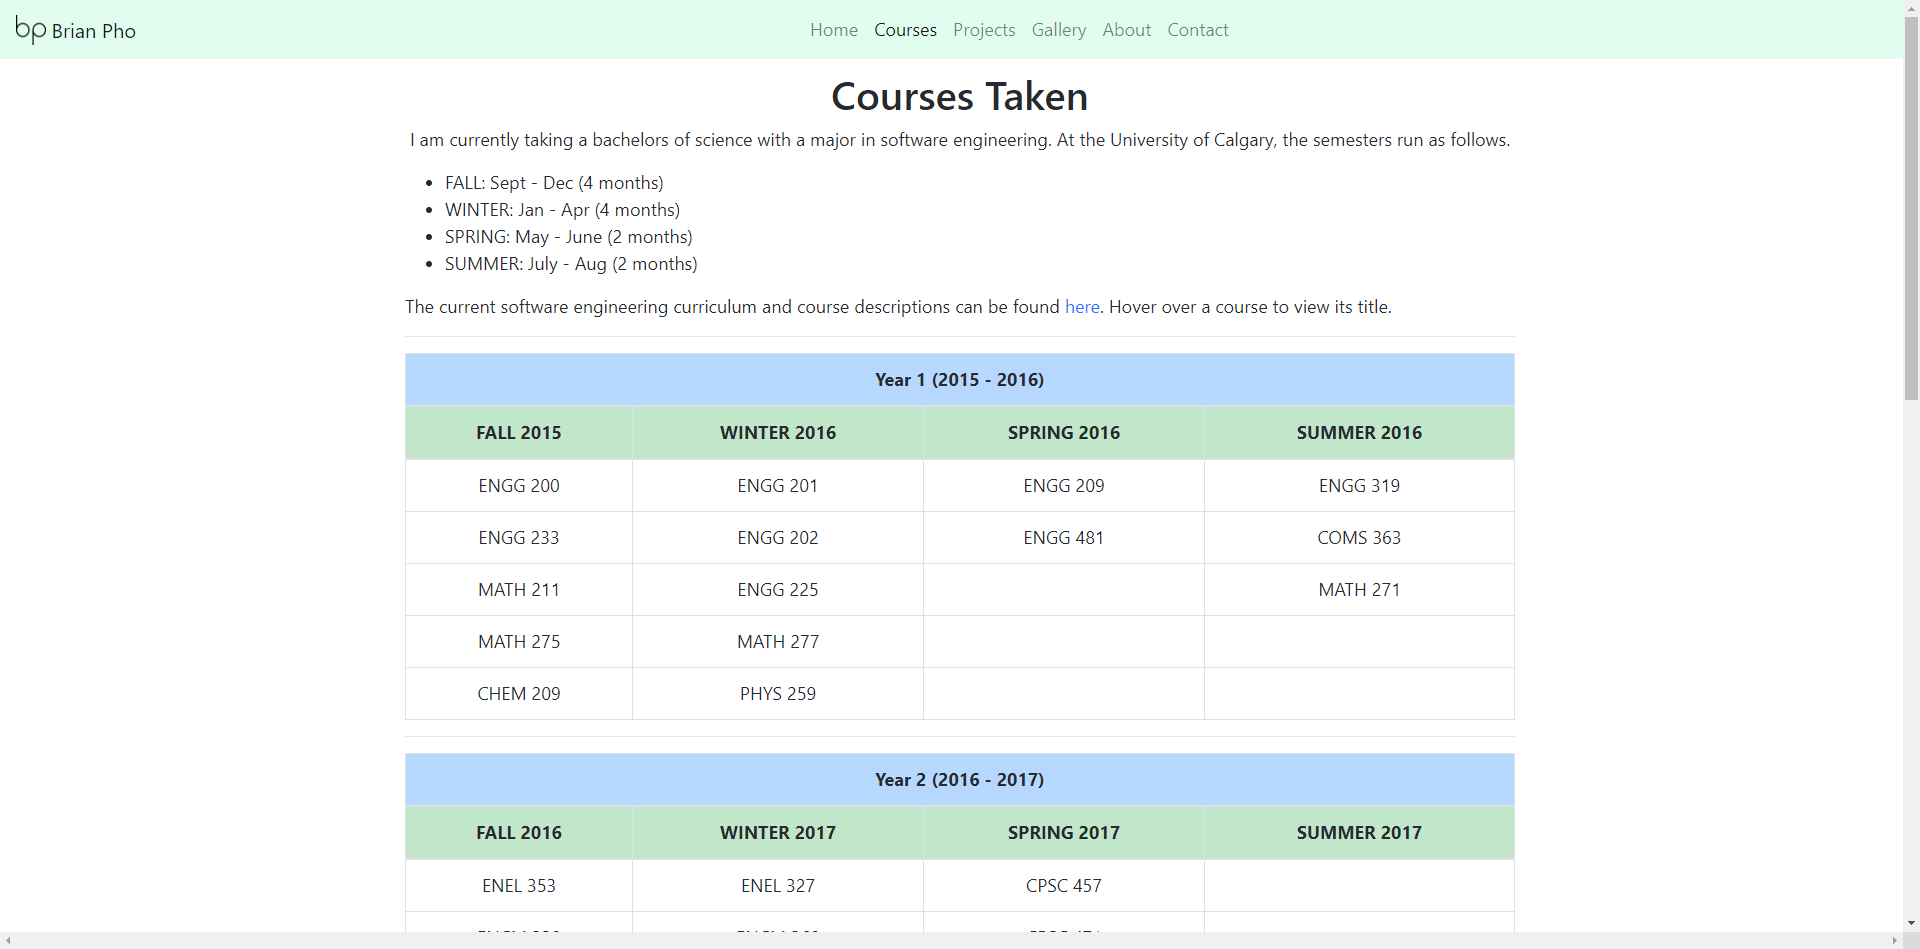 bp Brian Pho
Home Courses Projects Gallery About Contact
Courses Taken
I am currently taking a bachelors of science with a major in software engineering. At the University of Calgary, the semesters run as follows.
• FALL: Sept - Dec (4 months)
• WINTER: Jan - Apr (4 months)
• SPRING: May - June (2 months)
• SUMMER: July - Aug (2 months)
The current software engineering curriculum and course descriptions can be found here. Hover over a course to view its title.
Year 1 (2015 - 2016)
FALL 2015 WINTER 2016 SPRING 2016 SUMMER 2016
ENGG 200 ENGG 201 ENGG 209 ENGG 319
ENGG 233 ENGG 202 ENGG 481 COMS 363
MATH 211 ENGG 225 MATH 271
MATH 275 MATH 277
CHEM 209 PHYS 259
Year 2 (2016 - 2017)
FALL 2016 WINTER 2017 SPRING 2017 SUMMER 2017
ENEL 353 ENEL 327 CPSC 457